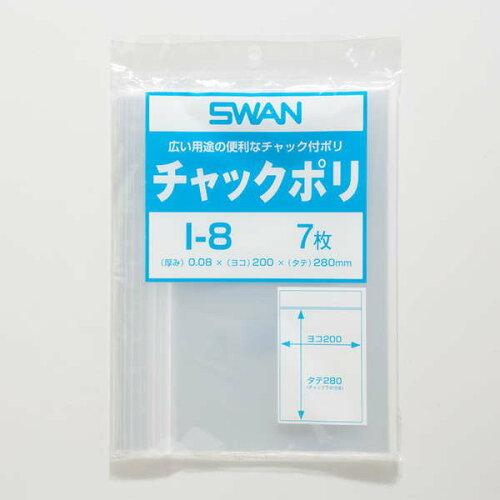 SWAN
広い用途の便利なチャック付ポリ
チャックポリ
I-8 7枚
(厚み) 0.08 × (ヨコ) 200 × (タテ) 280mm
ヨコ200
タテ280